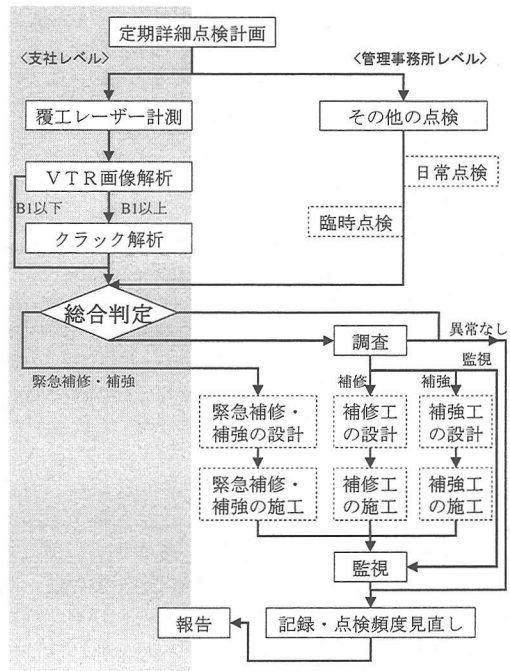 定期詳細点検計画
〈支社レベル〉
〈管理事務所レベル〉
覆工レーザー計測
その他の点検
VTR画像解析
日常点検
B1以下
B1以上
臨時点検
クラック解析
総合判定
異常なし
調査
監視
緊急補修・補強
補修
補強
緊急補修・
補強の設計
補修工
の設計
補強工
の設計
緊急補修・
補強の施工
補修工
の施工
補強工
の施工
監視
報告
記録・点検頻度見直し